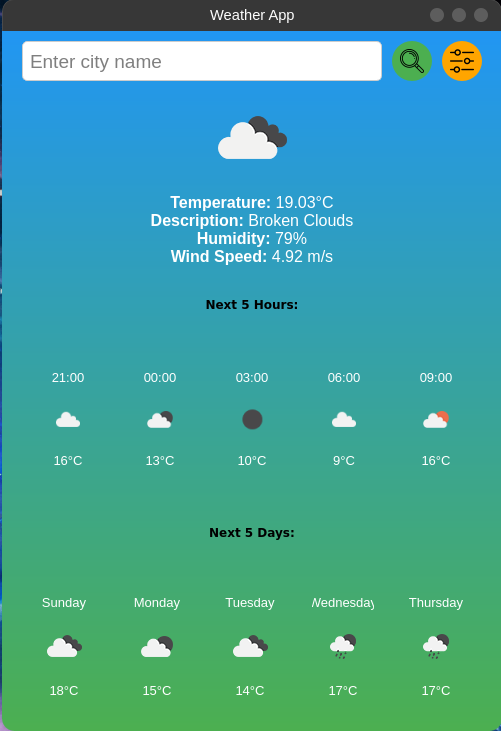 Weather App
Enter city name
Temperature: 19.03°C
Description: Broken Clouds
Humidity: 79%
Wind Speed: 4.92 m/s
Next 5 Hours:
21:00 00:00 03:00 06:00 09:00
16°C 13°C 10°C 9°C 16°C
Next 5 Days:
Sunday Monday Tuesday Wednesday Thursday
18°C 15°C 14°C 17°C 17°C